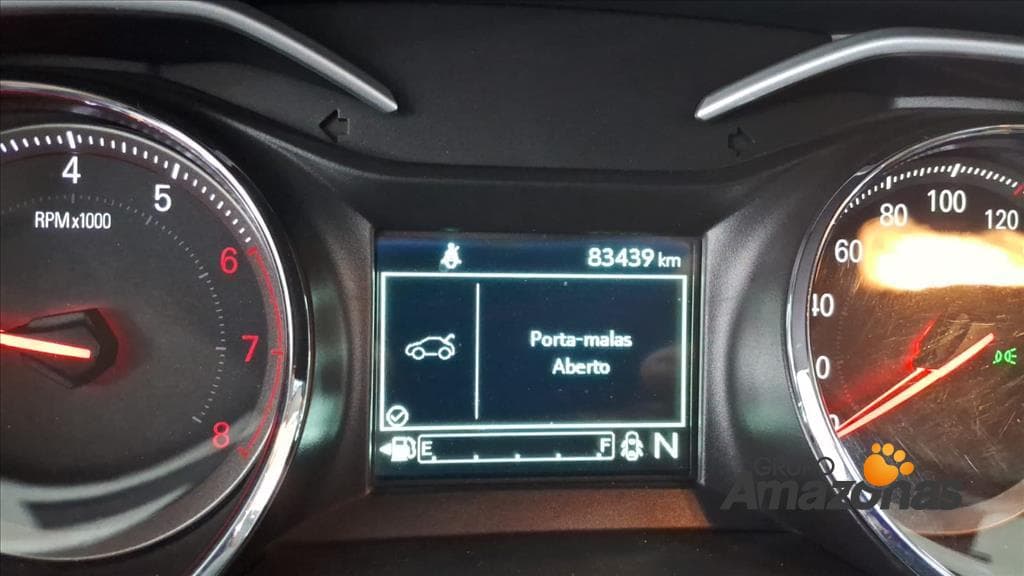 4
5
RPMx1000
6
7
8
83439 km
Porta-malas
Aberto
E F N
60
80
100
120
40
GRUPO
Amazonas